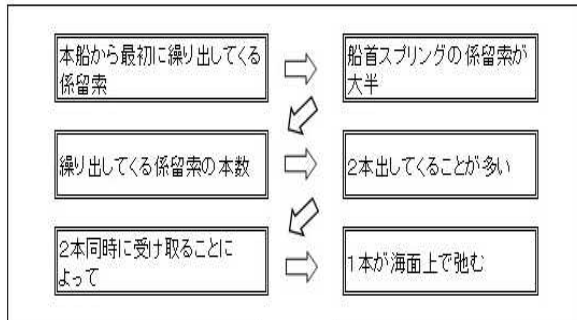 本船から最初に繰り出してくる
係留索
船首スプリングの係留索が
大半
繰り出してくる係留索の本数
2本出してくることが多い
2本同時に受け取ることに
よって
1本が海面上で弛む